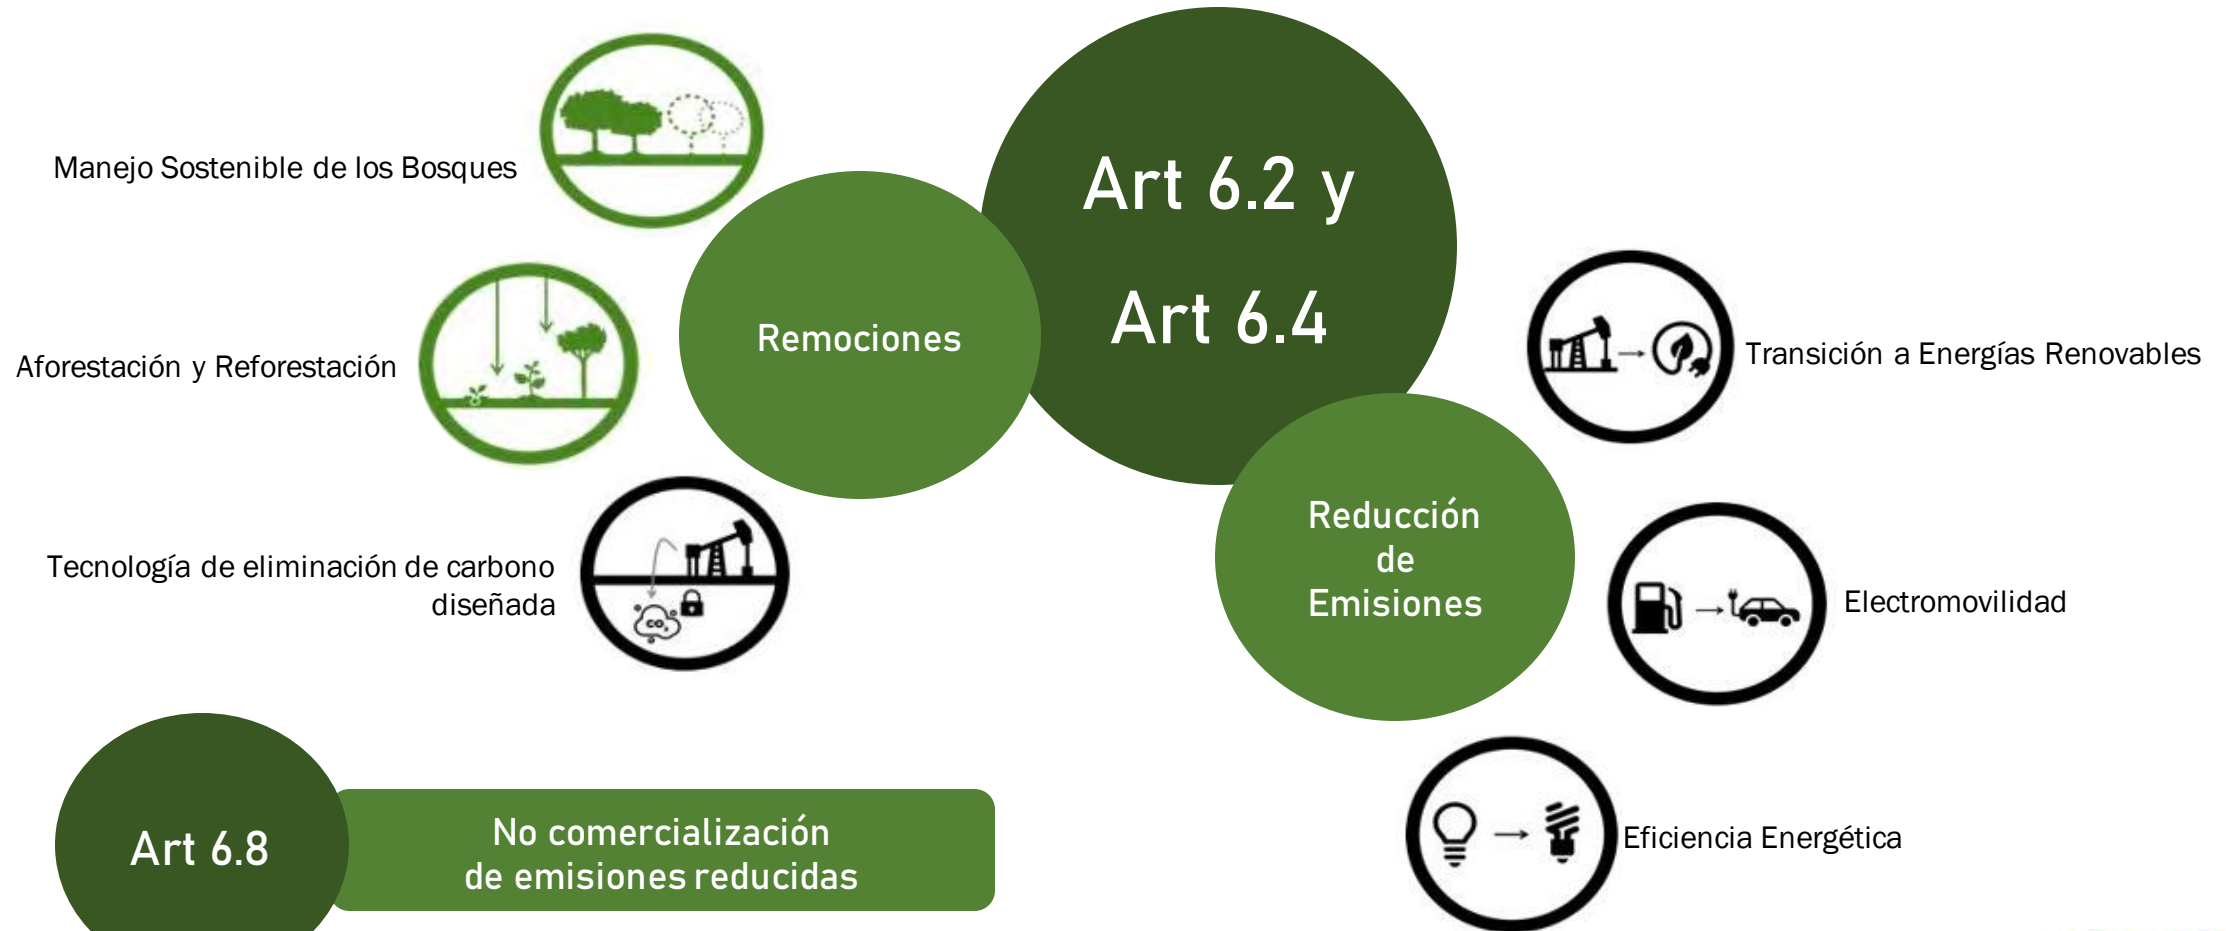 Art 6.2 y
Art 6.4
Remociones
Manejo Sostenible de los Bosques
Aforestación y Reforestación
Tecnología de eliminación de carbono
diseñada
CO₂
Reducción
de
Emisiones
Transición a Energías Renovables
Electromovilidad
Eficiencia Energética
Art 6.8
No comercialización
de emisiones reducidas